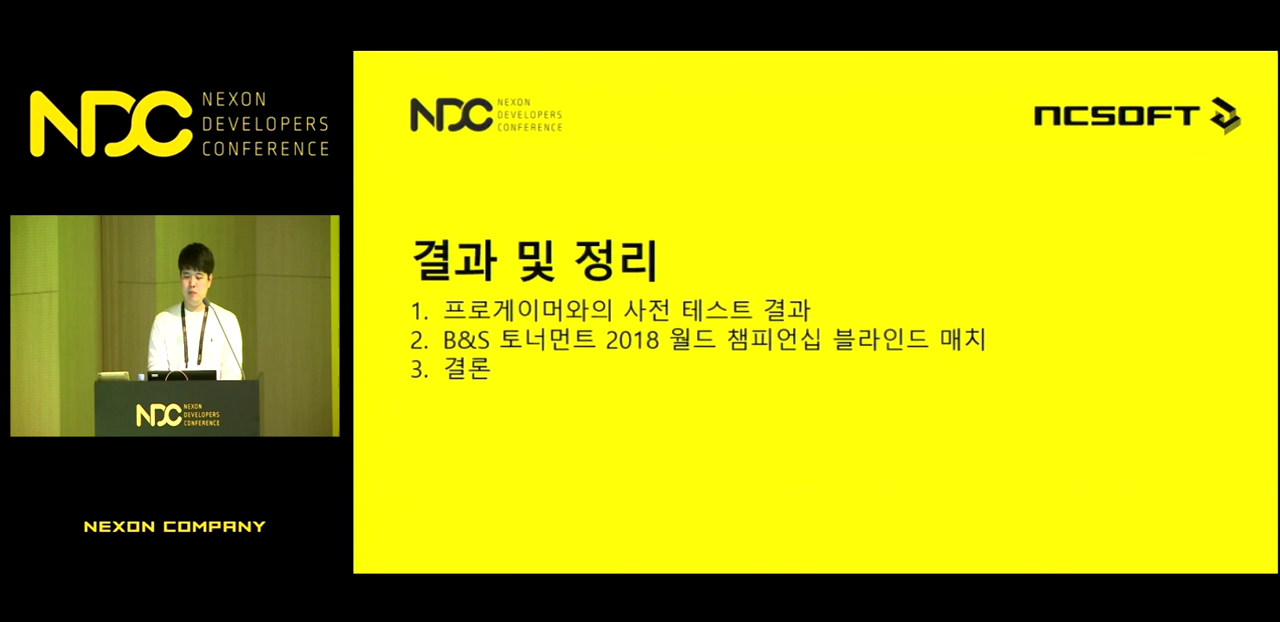 NDC NEXON
DEVELOPERS
CONFERENCE
NDC NEXON
DEVELOPERS
CONFERENCE
NCSOFT
결과 및 정리
1. 프로게이머와의 사전 테스트 결과
2. B&S 토너먼트 2018 월드 챔피언십 블라인드 매치
3. 결론
NDC NEXON
DEVELOPERS
CONFERENCE
NEXON COMPANY